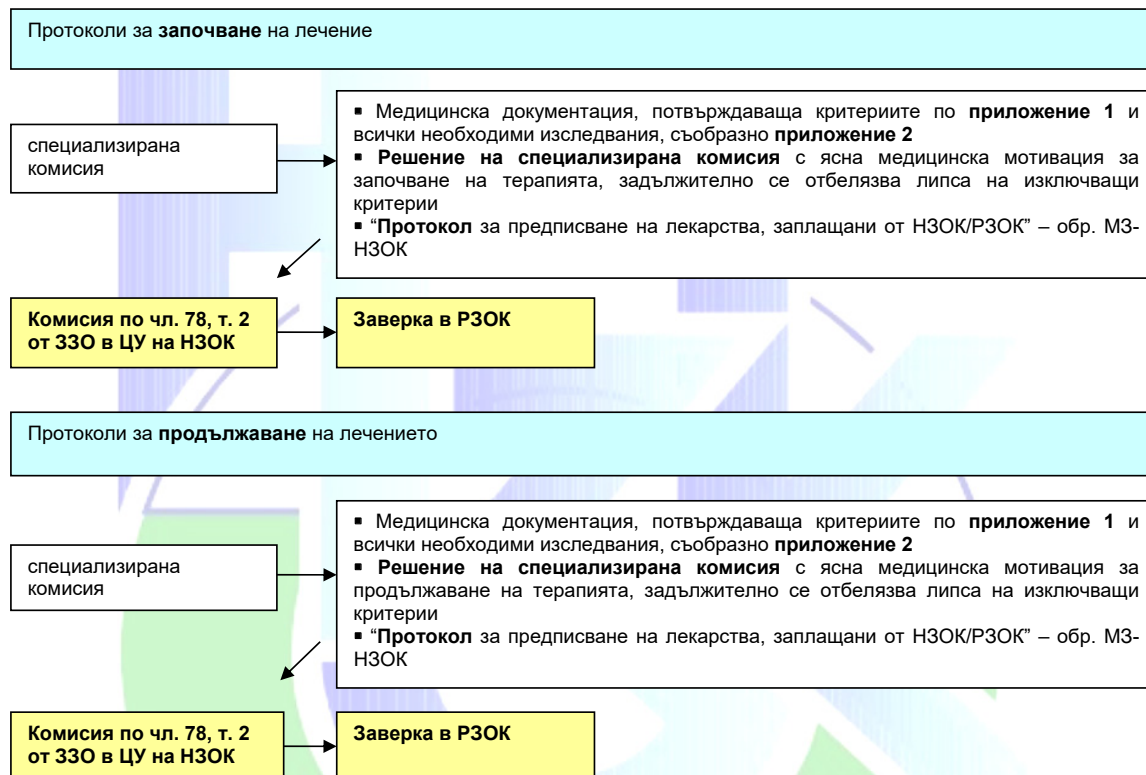 Протоколи за започване на лечение
специализирана
комисия
▪ Медицинска документация, потвърждаваща критериите по приложение 1 и
всички необходими изследвания, съобразно приложение 2
▪ Решение на специализирана комисия с ясна медицинска мотивация за
започване на терапията, задължително се отбелязва липса на изключващи
критерии
▪ “Протокол за предписване на лекарства, заплащани от НЗОК/РЗОК” – обр. МЗ-
НЗОК
Комисия по чл. 78, т. 2
от ЗЗО в ЦУ на НЗОК
Заверка в РЗОК
Протоколи за продължаване на лечението
специализирана
комисия
▪ Медицинска документация, потвърждаваща критериите по приложение 1 и
всички необходими изследвания, съобразно приложение 2
▪ Решение на специализирана комисия с ясна медицинска мотивация за
продължаване на терапията, задължително се отбелязва липса на изключващи
критерии
▪ “Протокол за предписване на лекарства, заплащани от НЗОК/РЗОК” – обр. МЗ-
НЗОК
Комисия по чл. 78, т. 2
от ЗЗО в ЦУ на НЗОК
Заверка в РЗОК